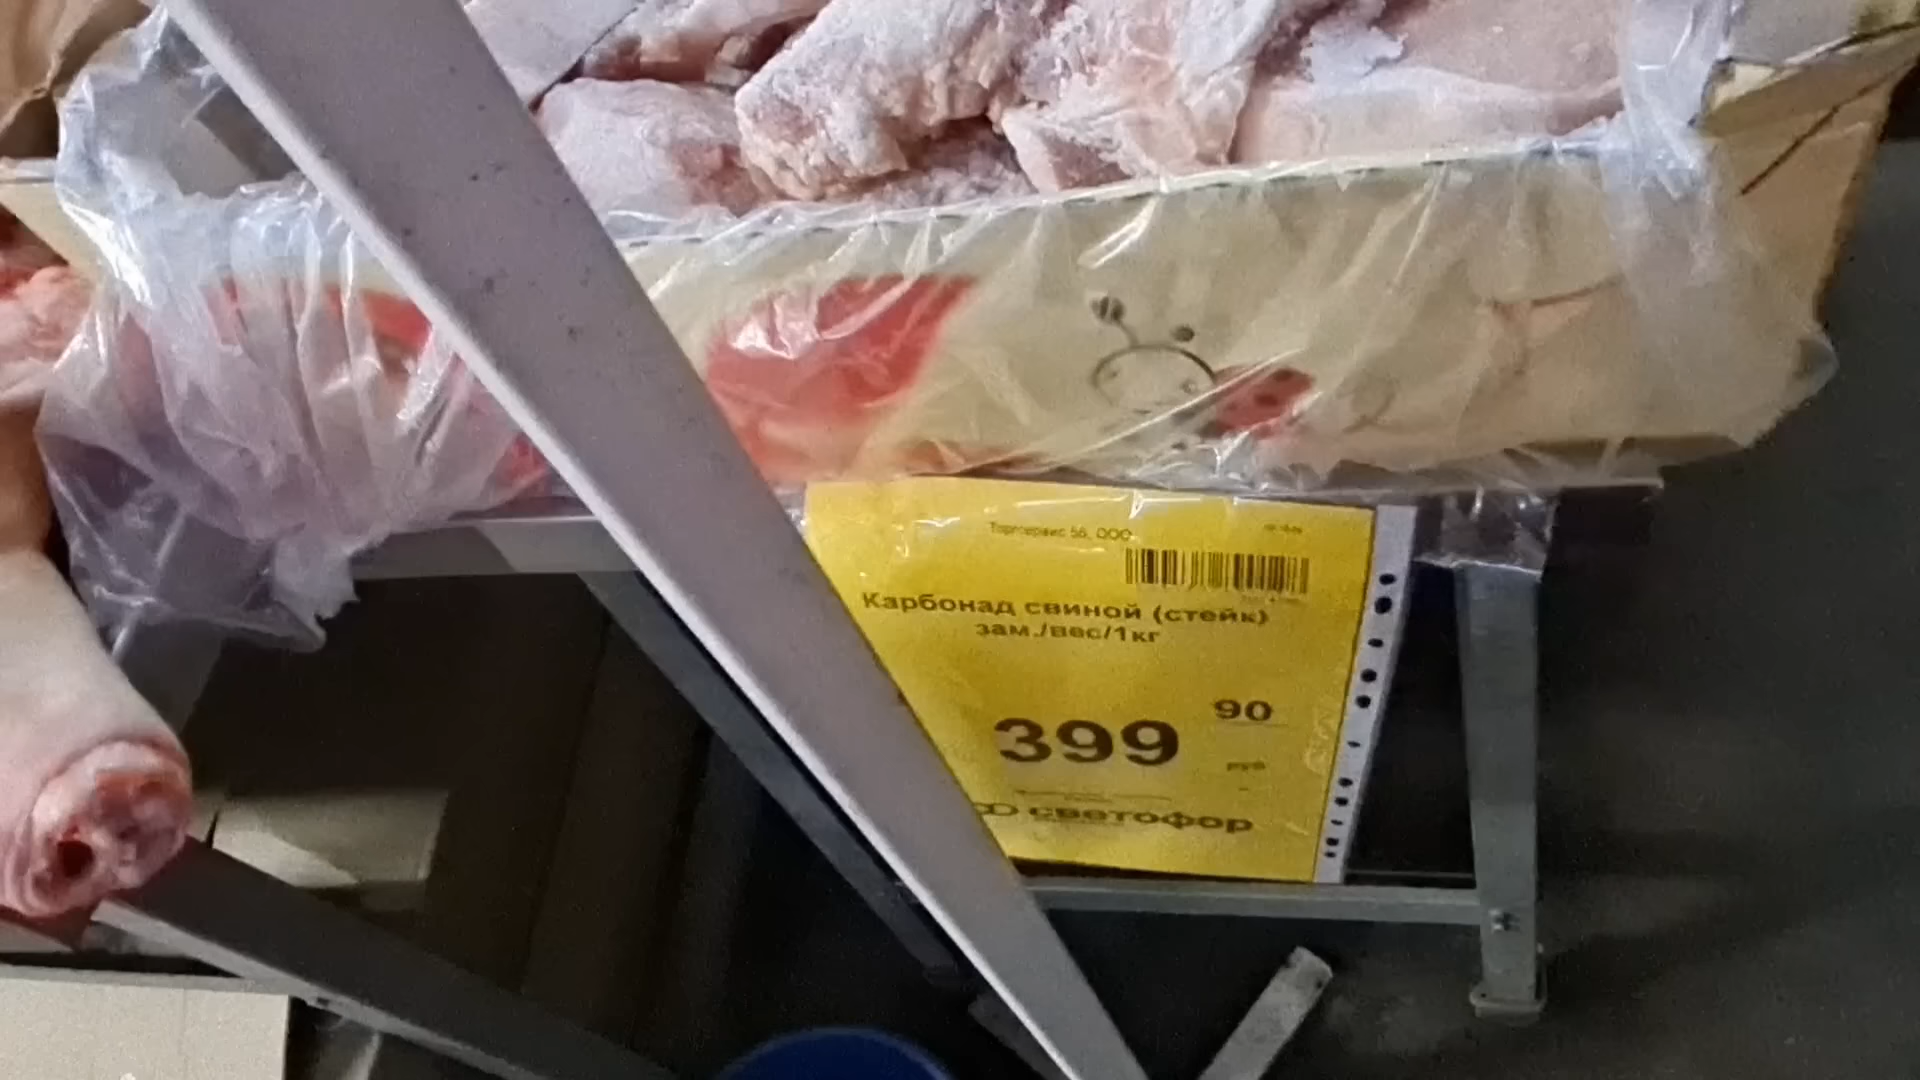 Торгсервис 56, ООО
Карбонад свиной (стейк)
зам./вес/1кг
399 90
руб
светофор